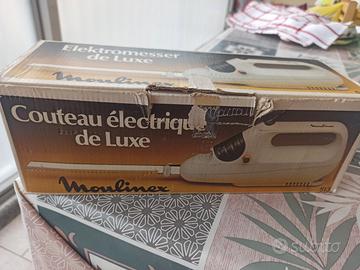 Elektromesser
de Luxe
Moulinex
Couteau électrique
de Luxe
Moulinex
subito